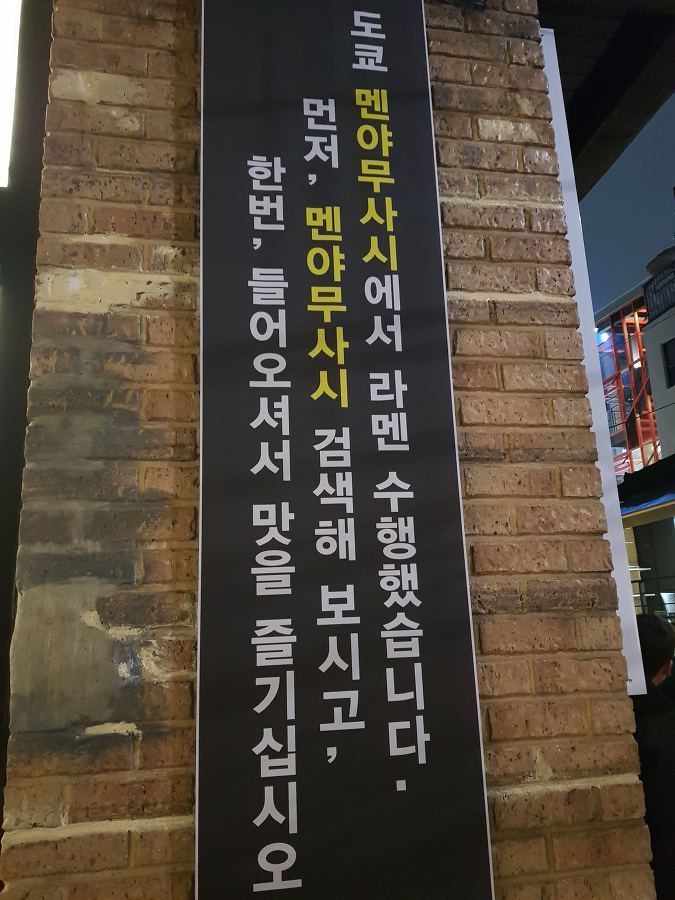 도쿄 멘야무사시에서 라멘 수행했습니다.
먼저, 멘야무사시 검색해 보시고,
한번, 들어오셔서 맛을 즐기십시오